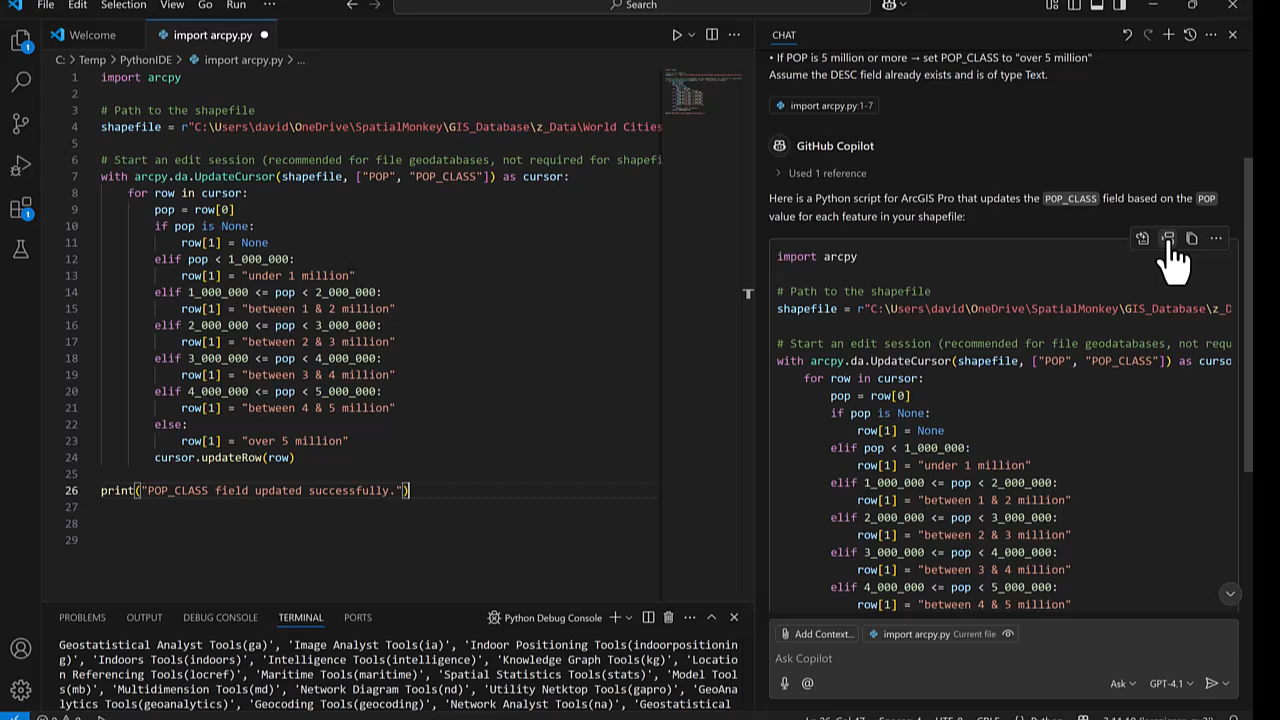 File Edit Selection View Go Run ··· Search
Welcome
import arcpy.py
C: > Temp > PythonIDE > import arcpy.py > ...
1 import arcpy
2
3 # Path to the shapefile
4 shapefile = r"C:\Users\david\OneDrive\SpatialMonkey\GIS_Database\z_Data\World Cities
5
6 # Start an edit session (recommended for file geodatabases, not required for shapefi
7 with arcpy.da.UpdateCursor(shapefile, ["POP", "POP_CLASS"]) as cursor:
8 for row in cursor:
9 pop = row[0]
10 if pop is None:
11 row[1] = None
12 elif pop < 1_000_000:
13 row[1] = "under 1 million"
14 elif 1_000_000 <= pop < 2_000_000:
15 row[1] = "between 1 & 2 million"
16 elif 2_000_000 <= pop < 3_000_000:
17 row[1] = "between 2 & 3 million"
18 elif 3_000_000 <= pop < 4_000_000:
19 row[1] = "between 3 & 4 million"
20 elif 4_000_000 <= pop < 5_000_000:
21 row[1] = "between 4 & 5 million"
22 else:
23 row[1] = "over 5 million"
24 cursor.updateRow(row)
25
26 print("POP_CLASS field updated successfully.")
27
28
29
PROBLEMS OUTPUT DEBUG CONSOLE TERMINAL PORTS Python Debug Console
Geostatistical Analyst Tools(ga)', 'Image Analyst Tools(ia)', 'Indoor Positioning Tools(indoorpositionin
g)', 'Indoors Tools(indoors)', 'Intelligence Tools(intelligence)', 'Knowledge Graph Tools(kg)', 'Locatio
n Referencing Tools(locref)', 'Maritime Tools(maritime)', 'Spatial Statistics Tools(stats)', 'Model Tool
s(mb)', 'Multidimension Tools(md)', 'Network Diagram Tools(nd)', 'Utility Netktop Tools(gapro)', 'GeoAna
lytics Tools(geoanalytics)', 'Geocoding Tools(geocoding)', 'Network Analyst Tools(na)', 'Geostatistical
CHAT
• If POP is 5 million or more → set POP_CLASS to "over 5 million"
Assume the DESC field already exists and is of type Text.
import arcpy.py:1-7
GitHub Copilot
> Used 1 reference
Here is a Python script for ArcGIS Pro that updates the POP_CLASS field based on the POP
value for each feature in your shapefile:
import arcpy
# Path to the shapefile
shapefile = r"C:\Users\david\OneDrive\SpatialMonkey\GIS_Database\z_D
# Start an edit session (recommended for file geodatabases, not requ
with arcpy.da.UpdateCursor(shapefile, ["POP", "POP_CLASS"]) as curso
for row in cursor:
pop = row[0]
if pop is None:
row[1] = None
elif pop < 1_000_000:
row[1] = "under 1 million"
elif 1_000_000 <= pop < 2_000_000:
row[1] = "between 1 & 2 million"
elif 2_000_000 <= pop < 3_000_000:
row[1] = "between 2 & 3 million"
elif 3_000_000 <= pop < 4_000_000:
row[1] = "between 3 & 4 million"
elif 4_000_000 <= pop < 5_000_000:
row[1] = "between 4 & 5 million"
Add Context... import arcpy.py Current file
Ask Copilot
@ Ask GPT-4.1